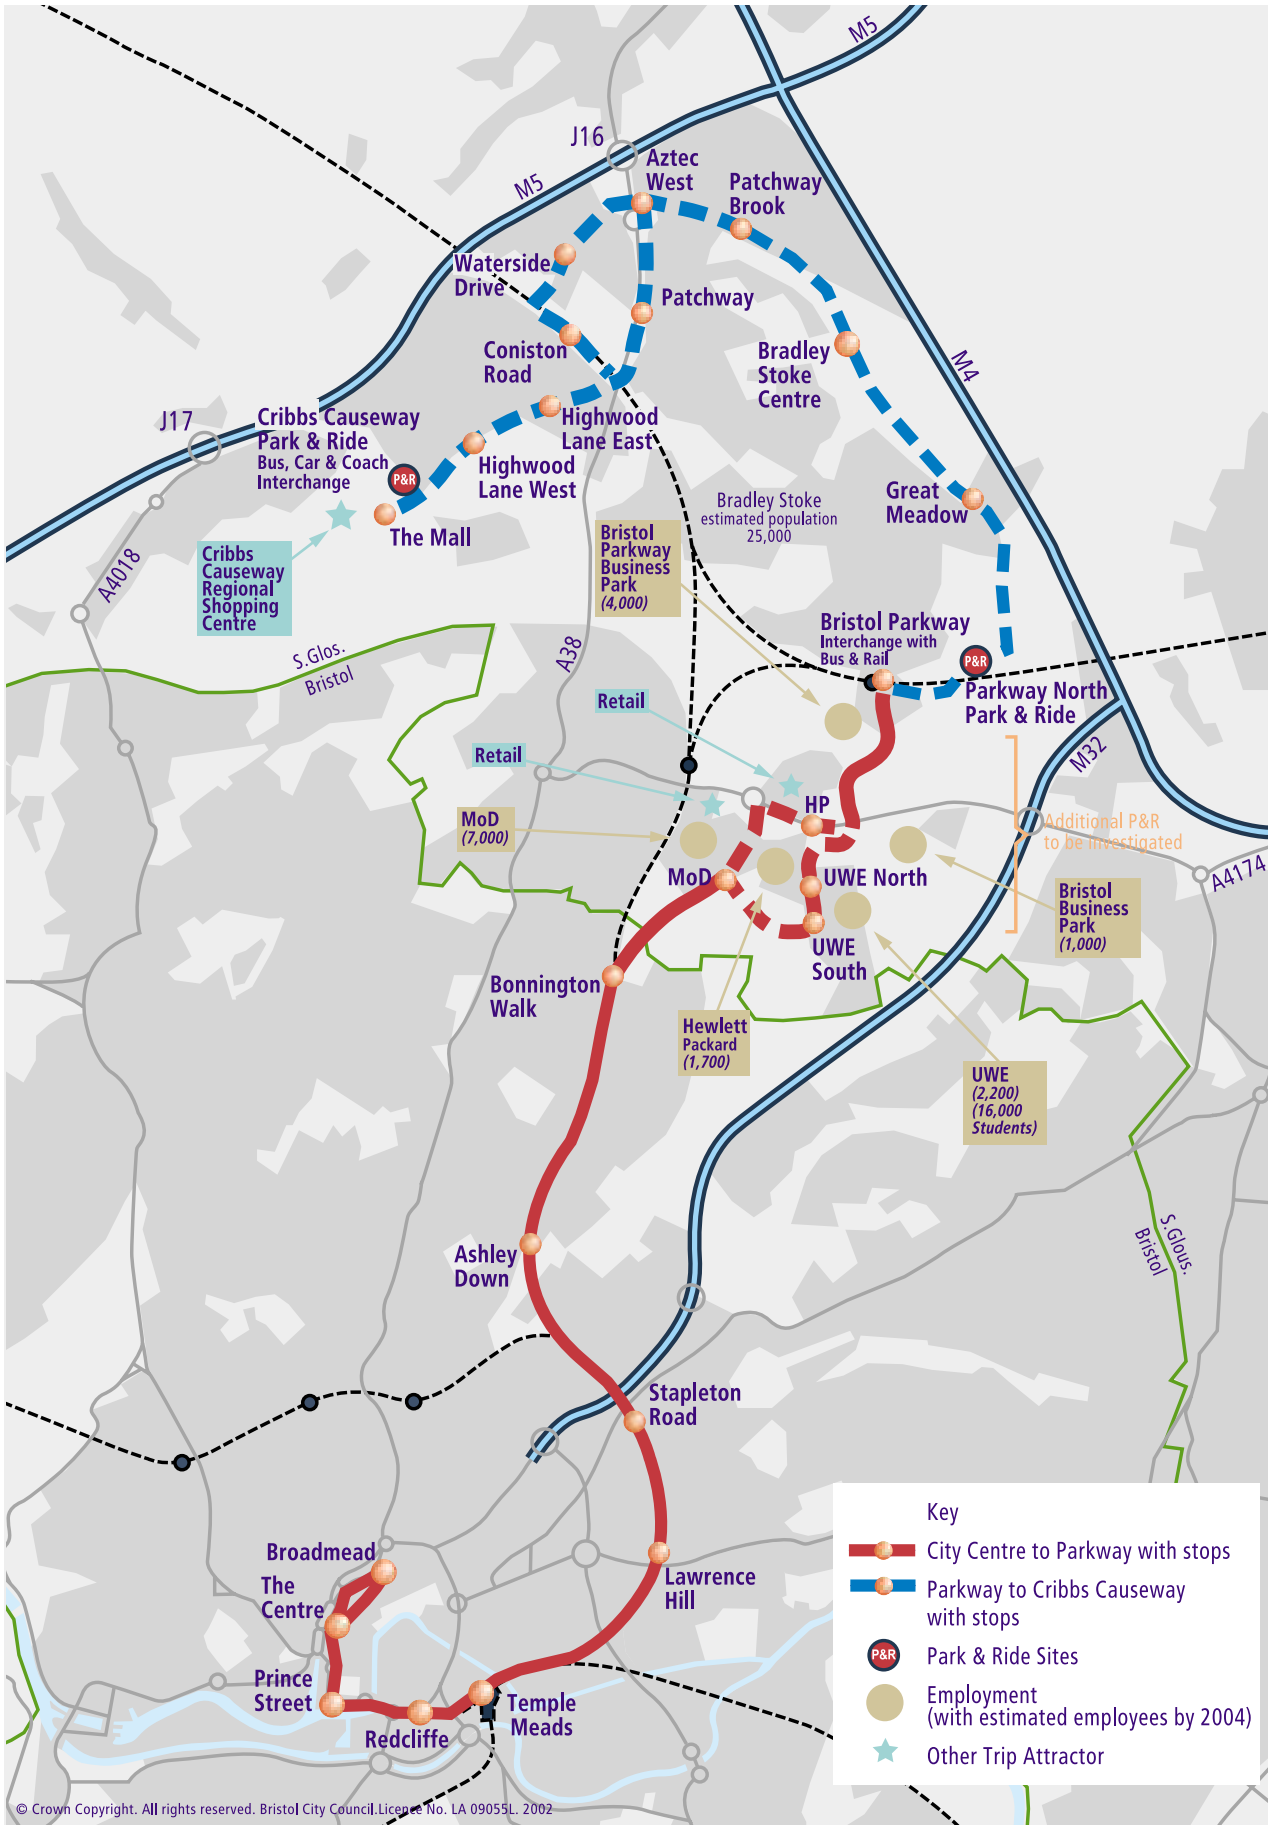 M5
J16
M5
Aztec
West
Patchway
Brook
Waterside
Drive
Patchway
Coniston
Road
Bradley
Stoke
Centre
M4
J17
Cribbs Causeway
Park & Ride
Bus, Car & Coach
Interchange
P&R
Highwood
Lane East
Highwood
Lane West
The Mall
Great
Meadow
Bradley Stoke
estimated population
25,000
Bristol
Parkway
Business
Park
(4,000)
Cribbs
Causeway
Regional
Shopping
Centre
A4018
A38
S.Glos.
Bristol
Bristol Parkway
Interchange with
Bus & Rail
P&R
Parkway North
Park & Ride
Retail
Retail
M32
HP
MoD
(7,000)
Additional P&R
to be investigated
MoD
UWE North
A4174
Bristol
Business
Park
(1,000)
UWE
South
Bonnington
Walk
Hewlett
Packard
(1,700)
UWE
(2,200)
(16,000
Students)
S.Glous.
Bristol
Ashley
Down
Stapleton
Road
Broadmead
The
Centre
Lawrence
Hill
Prince
Street
Redcliffe
Temple
Meads
Key
City Centre to Parkway with stops
Parkway to Cribbs Causeway
with stops
P&R
Park & Ride Sites
Employment
(with estimated employees by 2004)
Other Trip Attractor
© Crown Copyright. All rights reserved. Bristol City Council.Licence No. LA 09055L. 2002